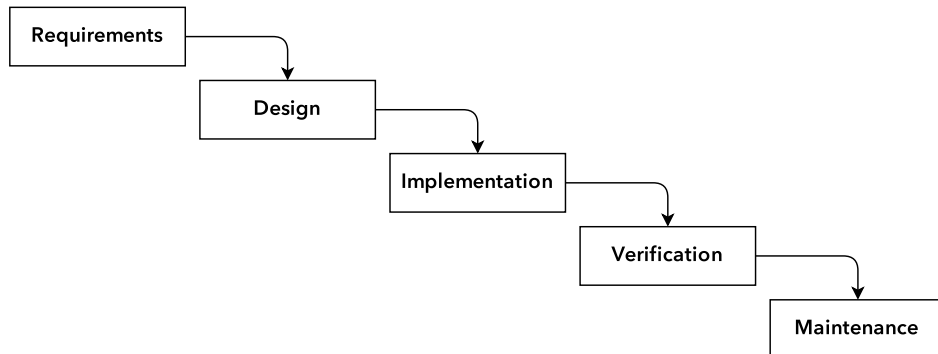 Requirements
Design
Implementation
Verification
Maintenance